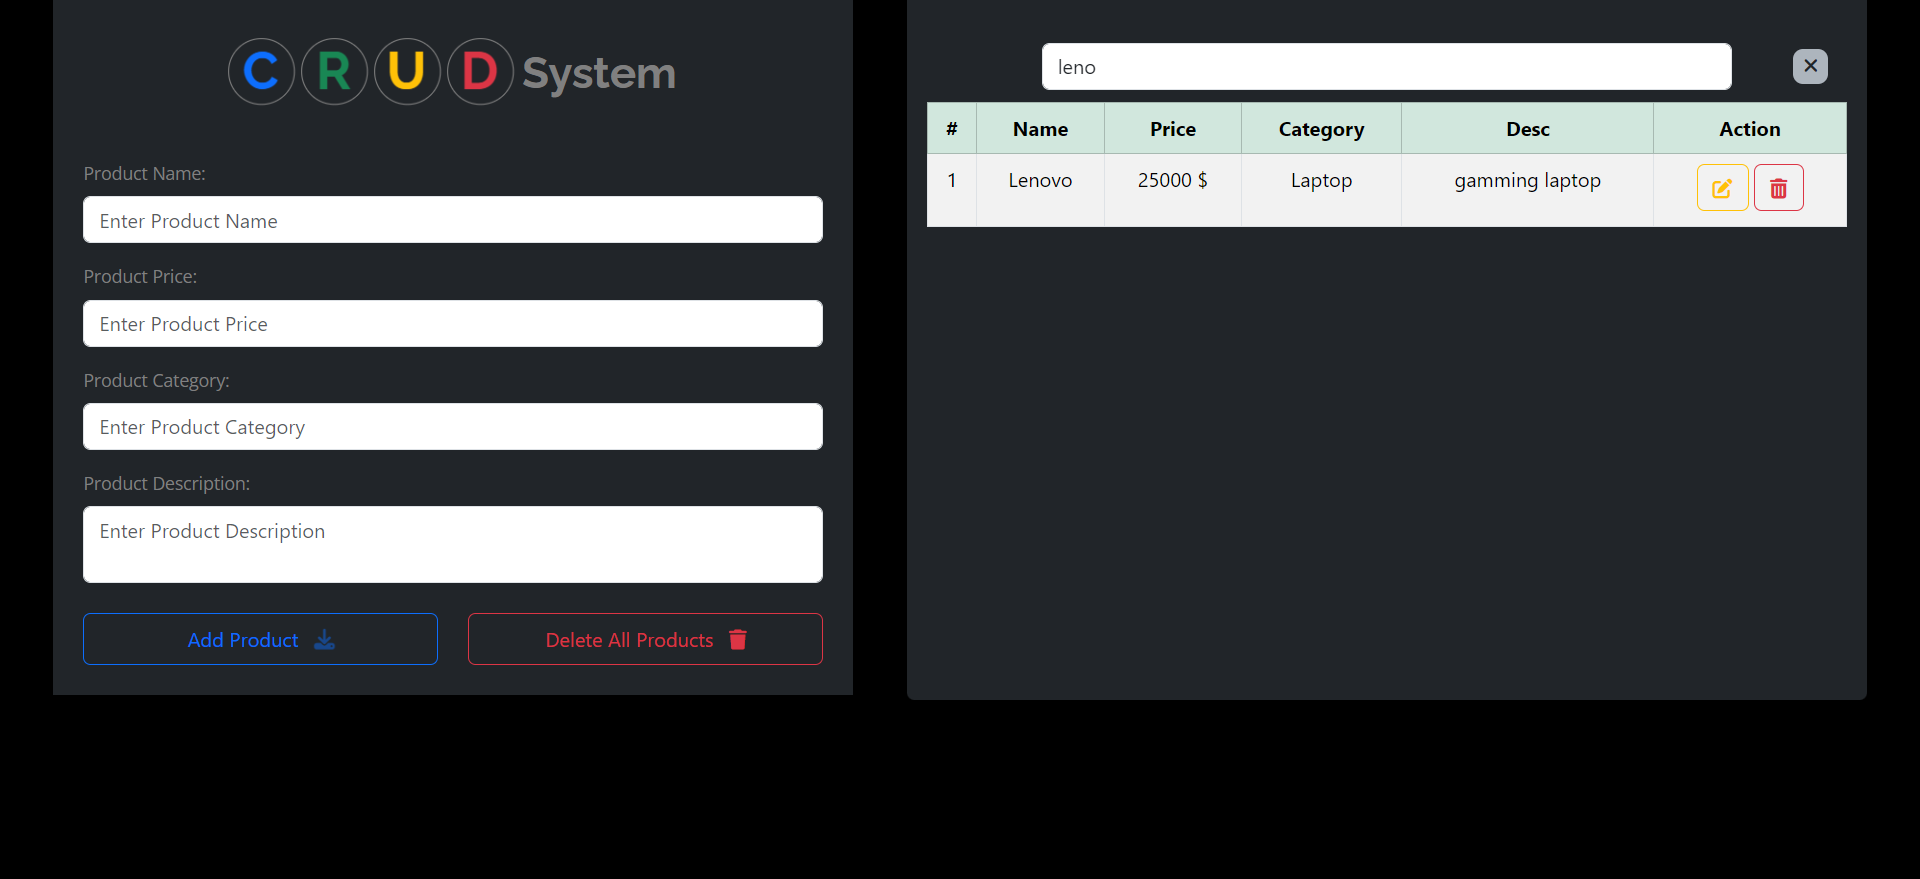 C R U D System
Product Name:
Enter Product Name
Product Price:
Enter Product Price
Product Category:
Enter Product Category
Product Description:
Enter Product Description
Add Product
Delete All Products
leno
# Name Price Category Desc Action
1 Lenovo 25000 $ Laptop gamming laptop